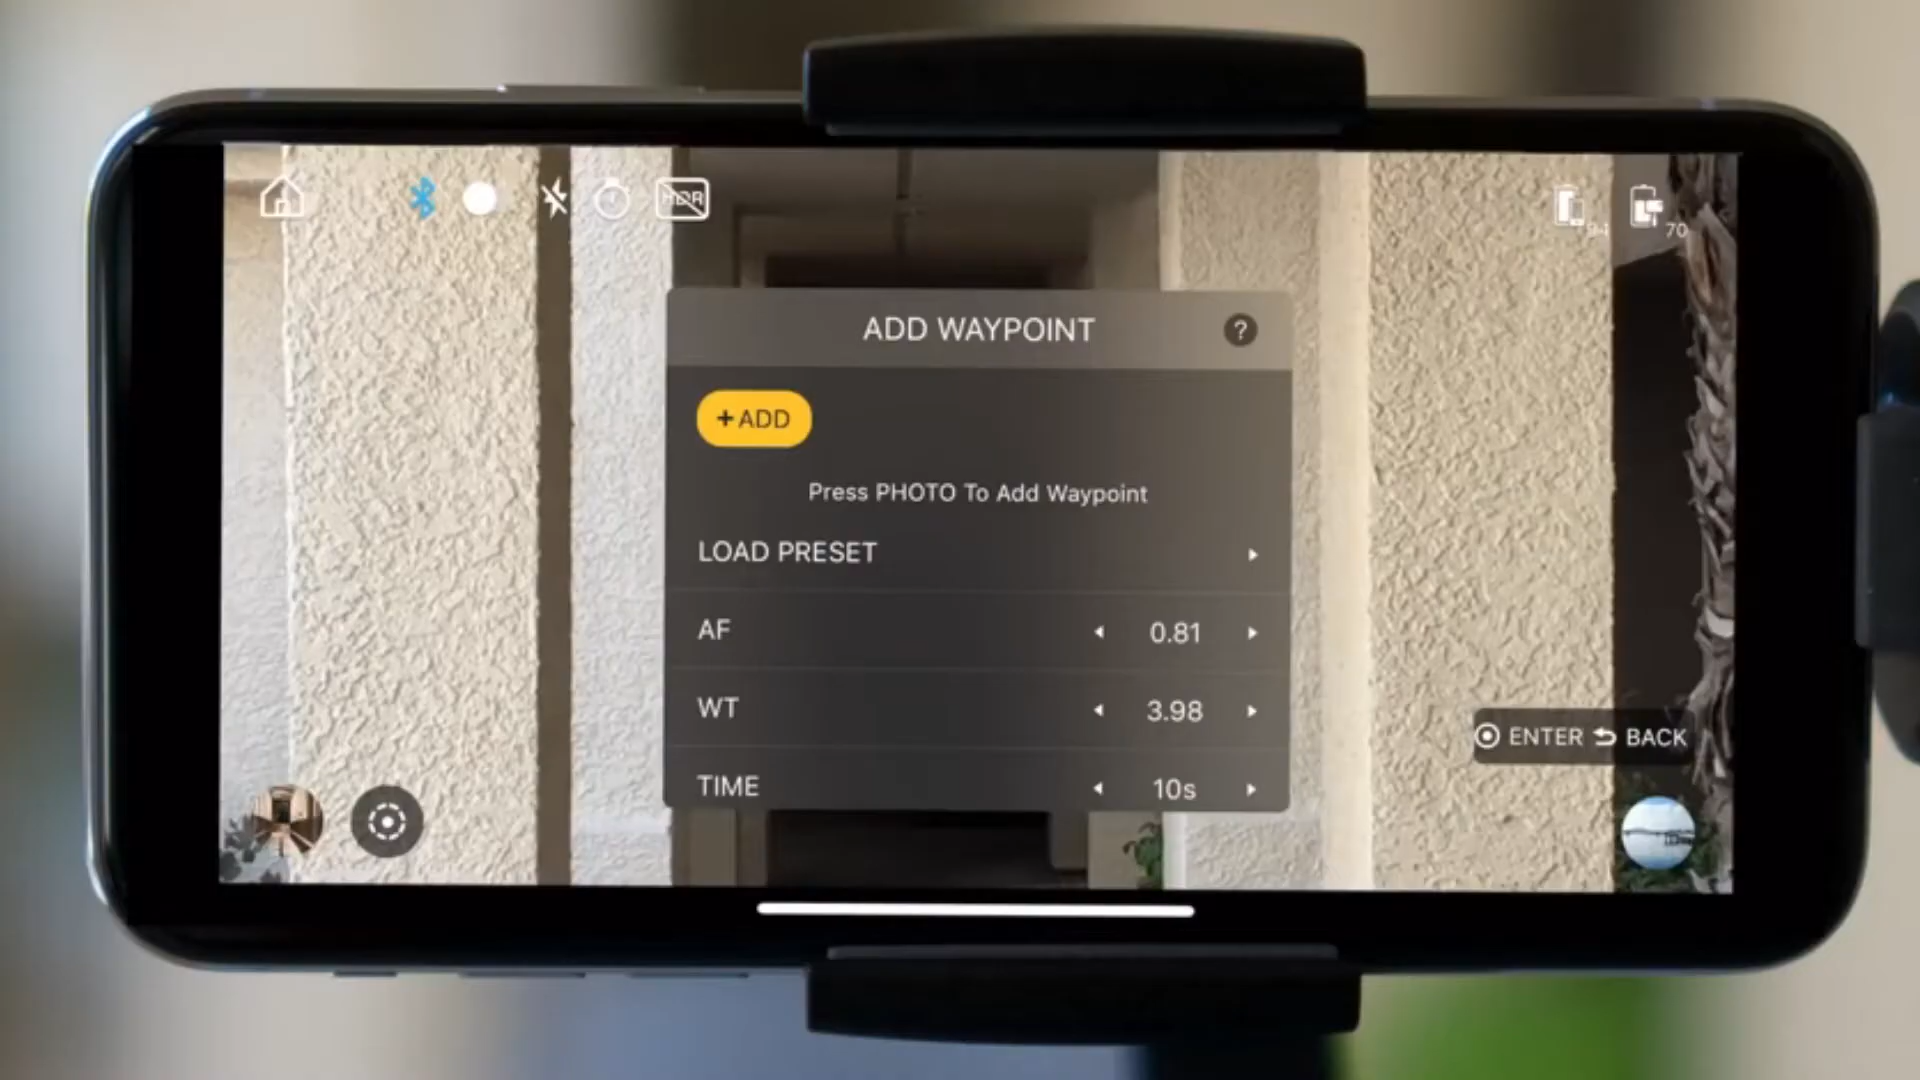 HDR
94
70
ADD WAYPOINT ?
+ ADD
Press PHOTO To Add Waypoint
LOAD PRESET
AF 0.81
WT 3.98
TIME 10s
ENTER BACK